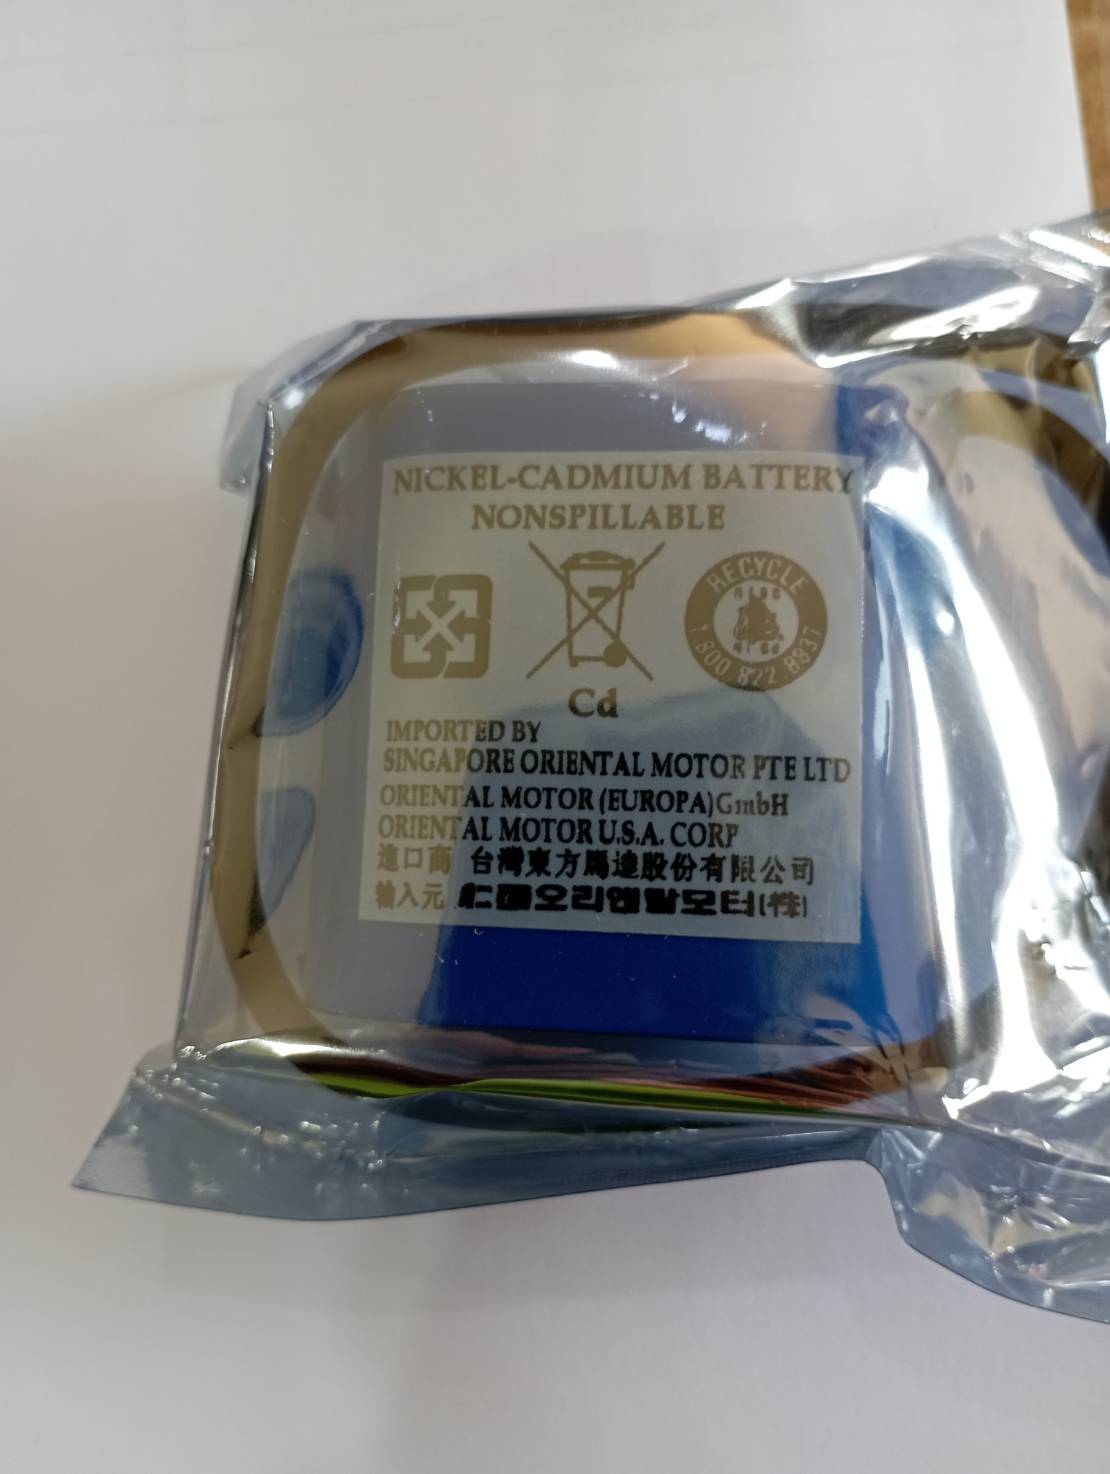 NICKEL-CADMIUM BATTERY
NONSPILLABLE
RECYCLE
1.800.822.8837
Cd
IMPORTED BY
SINGAPORE ORIENTAL MOTOR PTE LTD
ORIENTAL MOTOR (EUROPA)GmbH
ORIENTAL MOTOR U.S.A. CORP
進口商 台灣東方馬達股份有限公司
輸入元 오리엔탈모터(株)